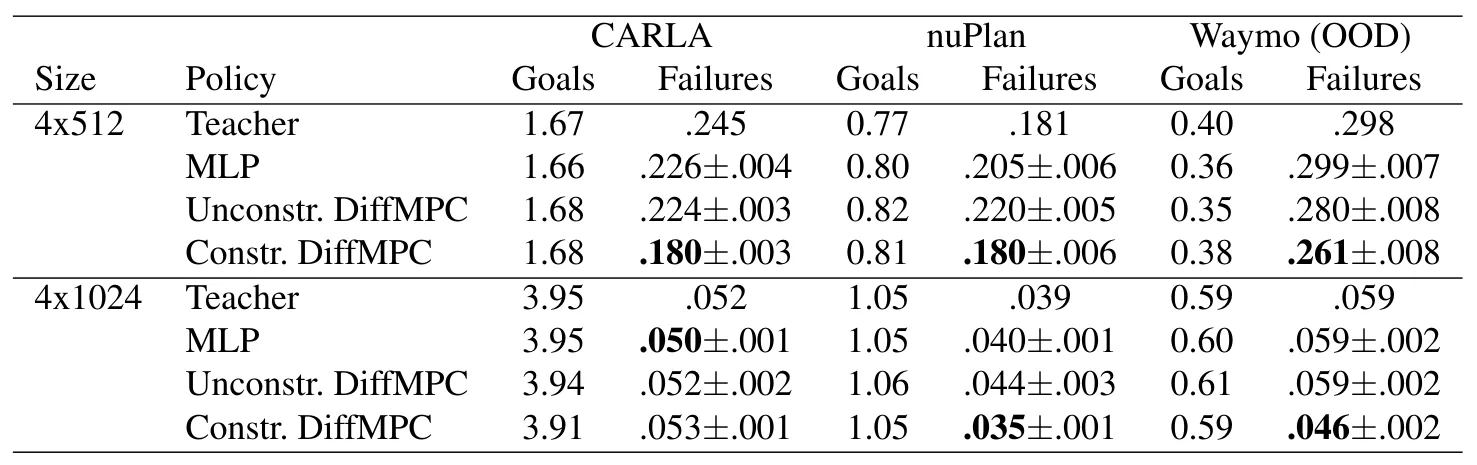 CARLA nuPlan Waymo (OOD)
Size Policy Goals Failures Goals Failures Goals Failures
4x512 Teacher 1.67 .245 0.77 .181 0.40 .298
MLP 1.66 .226±.004 0.80 .205±.006 0.36 .299±.007
Unconstr. DiffMPC 1.68 .224±.003 0.82 .220±.005 0.35 .280±.008
Constr. DiffMPC 1.68 .180±.003 0.81 .180±.006 0.38 .261±.008
4x1024 Teacher 3.95 .052 1.05 .039 0.59 .059
MLP 3.95 .050±.001 1.05 .040±.001 0.60 .059±.002
Unconstr. DiffMPC 3.94 .052±.002 1.06 .044±.003 0.61 .059±.002
Constr. DiffMPC 3.91 .053±.001 1.05 .035±.001 0.59 .046±.002